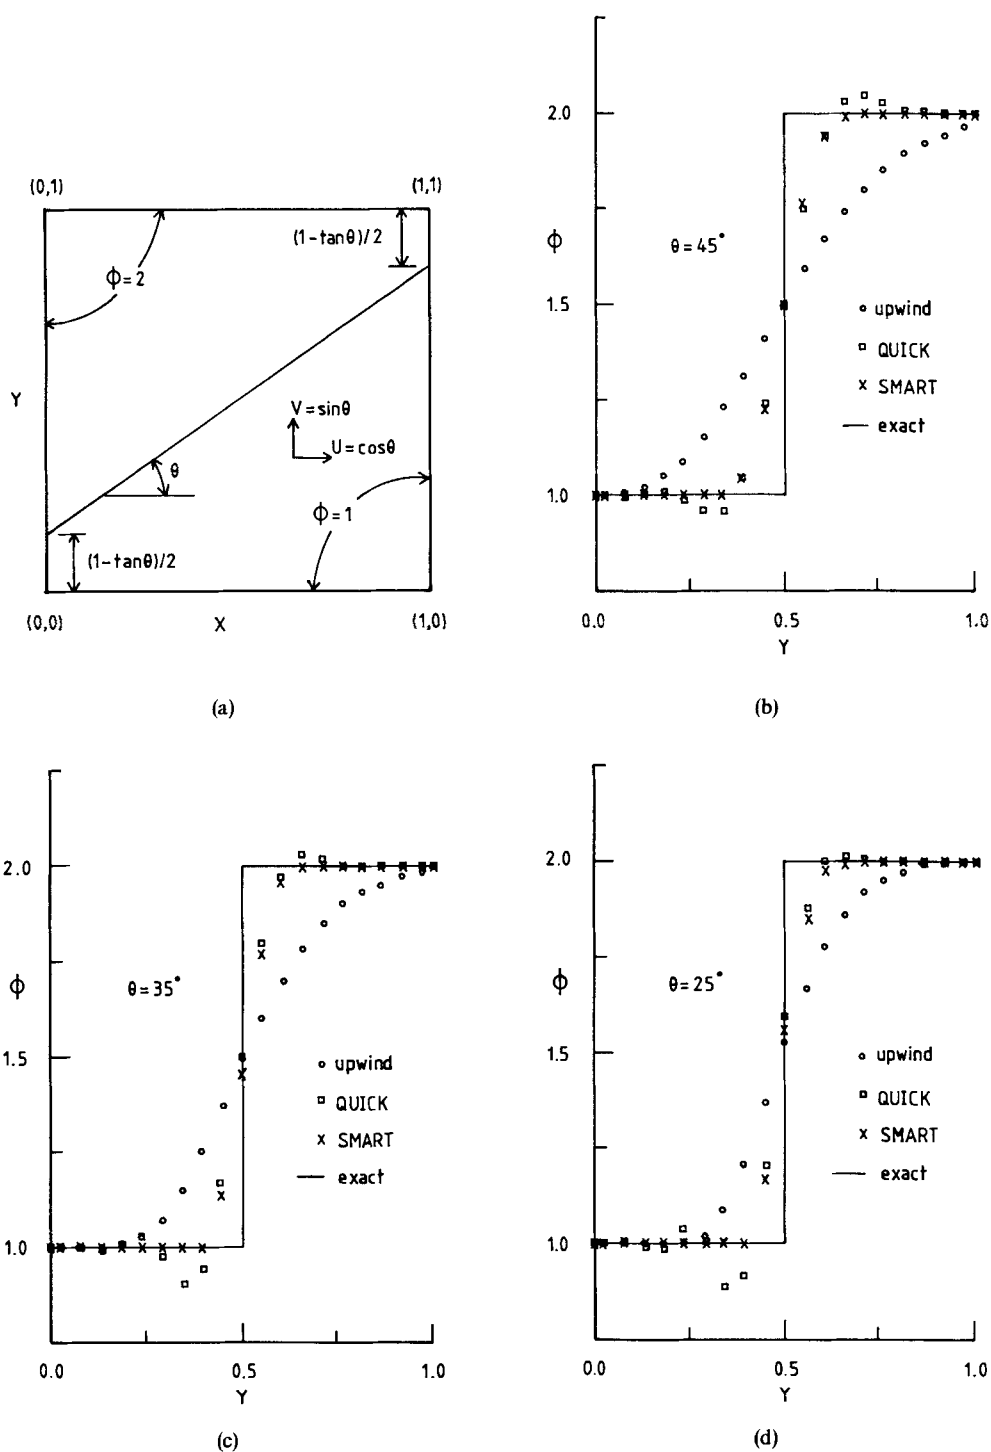 (0,1)
(1,1)
(1-tanθ)/2
ϕ=2
Y
V=sinθ
U=cosθ
θ
ϕ=1
(1-tanθ)/2
(0,0)
X
(1,0)
(a)
2.0
ϕ
θ=45°
1.5
upwind
QUICK
SMART
exact
1.0
0.0
0.5
1.0
Y
(b)
2.0
ϕ
θ=35°
1.5
upwind
QUICK
SMART
exact
1.0
0.0
0.5
1.0
Y
(c)
2.0
ϕ
θ=25°
1.5
upwind
QUICK
SMART
exact
1.0
0.0
0.5
1.0
Y
(d)